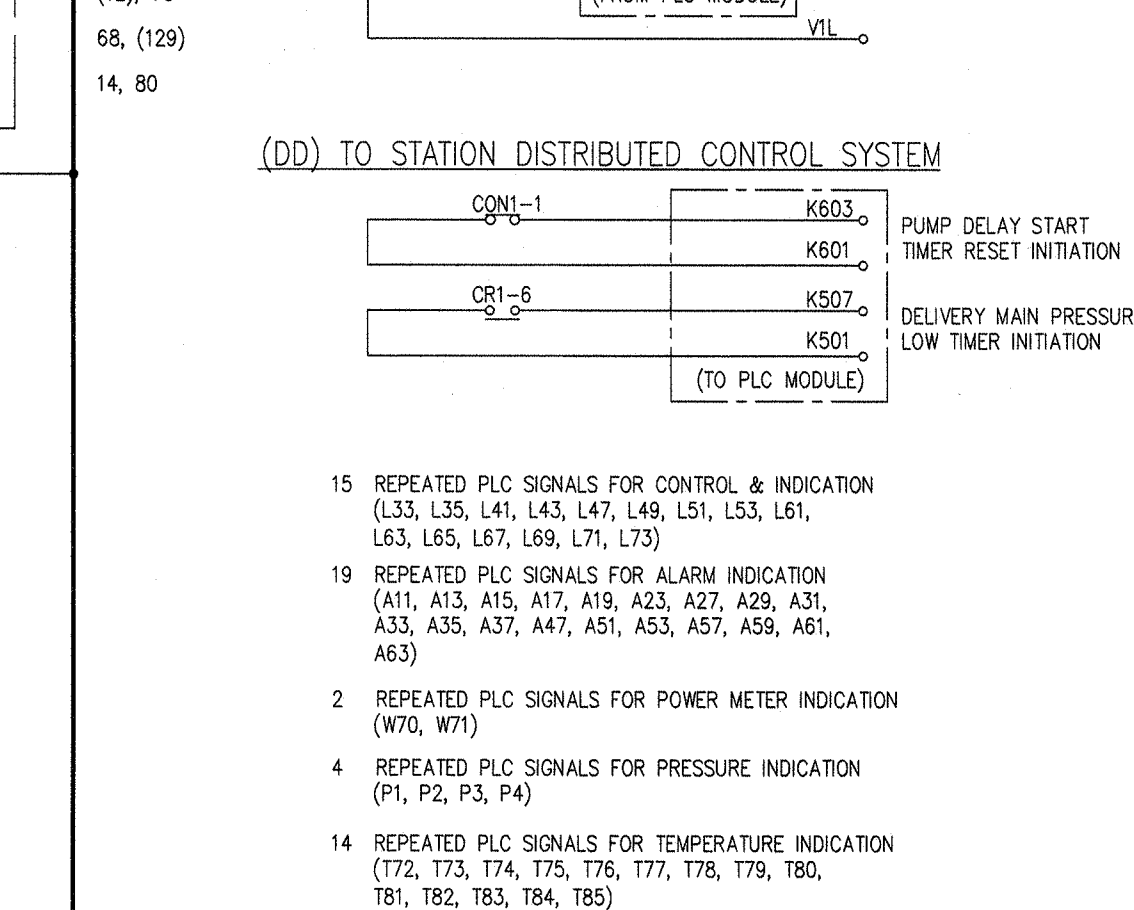 68, (129)
14, 80
(FROM PLC MODULE)
V1L
(DD) TO STATION DISTRIBUTED CONTROL SYSTEM
CON1-1
K603
K601
PUMP DELAY START
TIMER RESET INITIATION
CR1-6
K507
K501
DELIVERY MAIN PRESSUR
LOW TIMER INITIATION
(TO PLC MODULE)
15 REPEATED PLC SIGNALS FOR CONTROL & INDICATION
(L33, L35, L41, L43, L47, L49, L51, L53, L61,
L63, L65, L67, L69, L71, L73)
19 REPEATED PLC SIGNALS FOR ALARM INDICATION
(A11, A13, A15, A17, A19, A23, A27, A29, A31,
A33, A35, A37, A47, A51, A53, A57, A59, A61,
A63)
2 REPEATED PLC SIGNALS FOR POWER METER INDICATION
(W70, W71)
4 REPEATED PLC SIGNALS FOR PRESSURE INDICATION
(P1, P2, P3, P4)
14 REPEATED PLC SIGNALS FOR TEMPERATURE INDICATION
(T72, T73, T74, T75, T76, T77, T78, T79, T80,
T81, T82, T83, T84, T85)